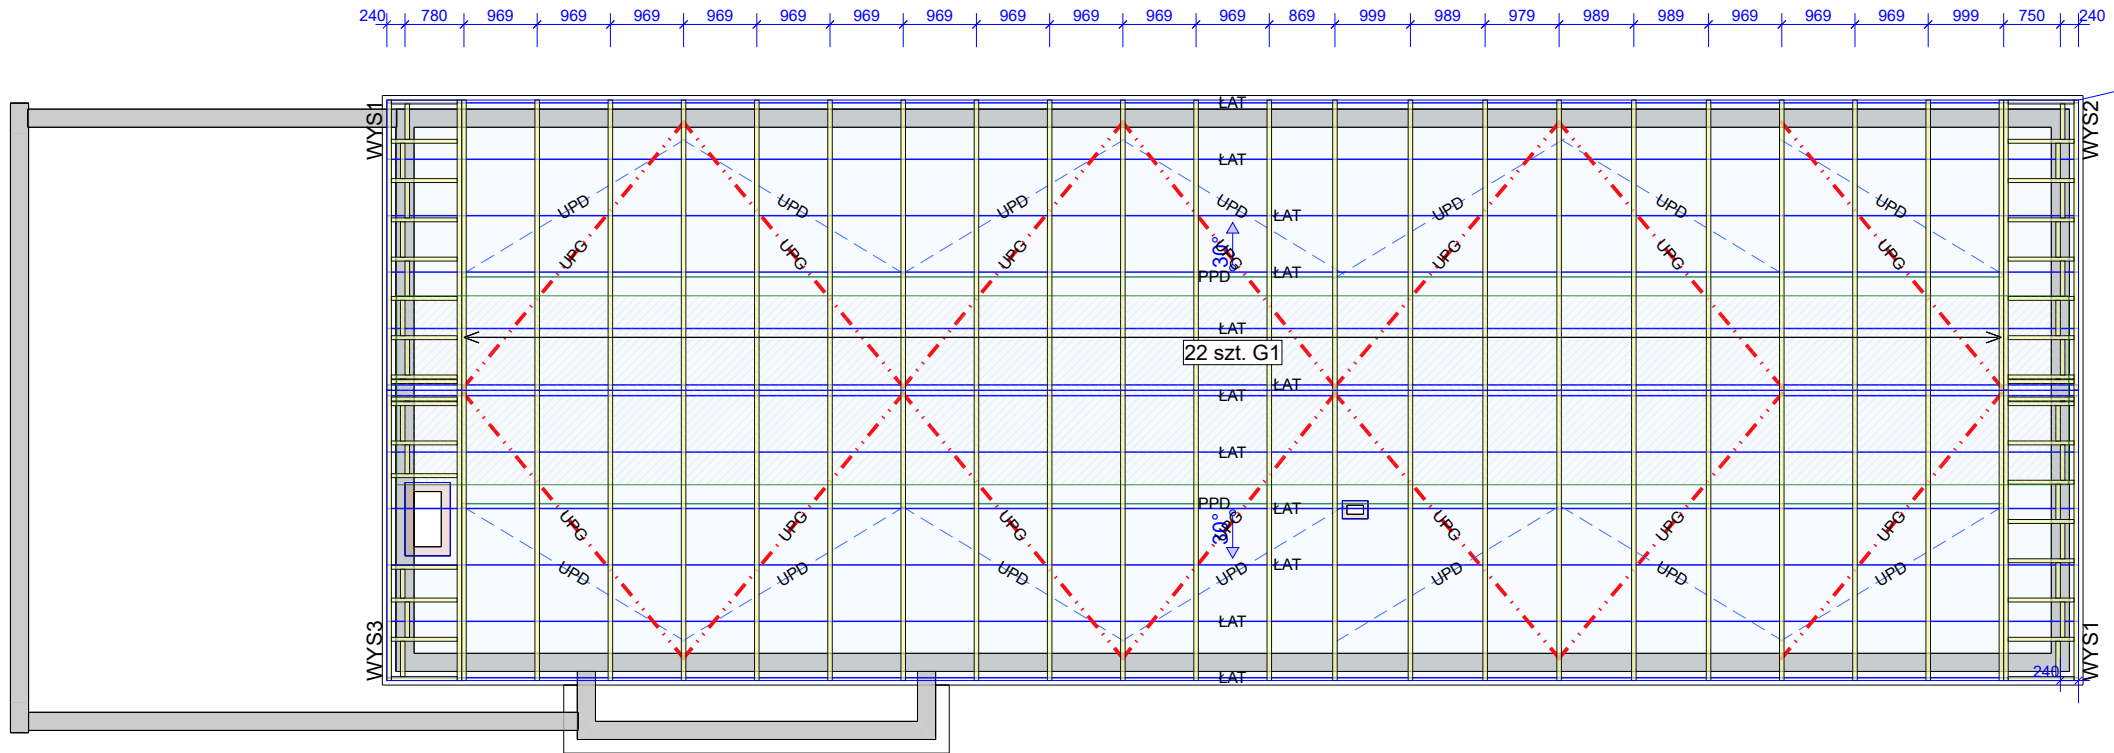 240 780 969 969 969 969 969 969 969 969 969 969 969 869 999 989 979 989 989 969 969 969 999 750 240
WYS1 ŁAT WYS2
ŁAT
UPD UPD UPD UPD ŁAT UPD UPD UPD
UPG UPG UPG UPG 30° UPG UPG UPG
PPD ŁAT
ŁAT
22 szt. G1
ŁAT
ŁAT
ŁAT
PPD ŁAT
UPG UPG UPG UPG 30° UPG UPG UPG
UPD UPD UPD UPD ŁAT UPD UPD UPD
ŁAT
WYS3 ŁAT WYS1
240